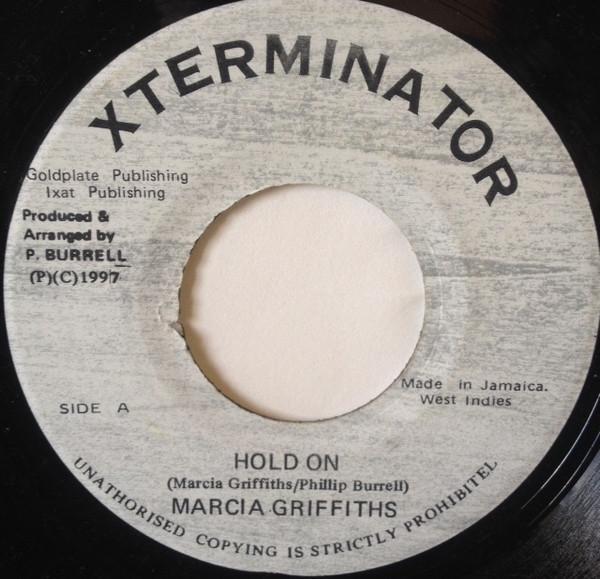 XTERMINATOR
Goldplate Publishing
Ixat Publishing
Produced &
Arranged by
P. BURRELL
(P)(C)1997
Made in Jamaica.
West Indies
SIDE A
HOLD ON
(Marcia Griffiths/Phillip Burrell)
MARCIA GRIFFITHS
UNATHORISED COPYING IS STRICTLY PROHIBITEL